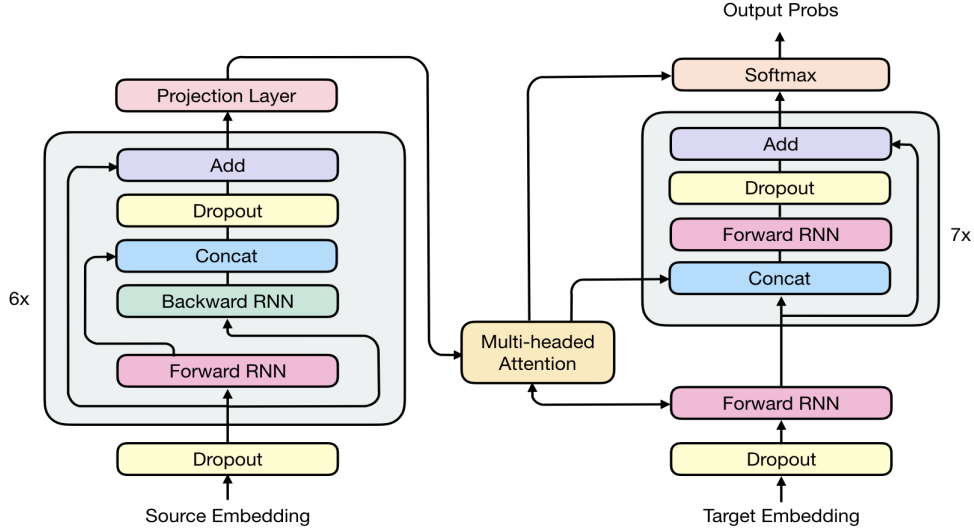 Output Probs
Softmax
Projection Layer
Add
Dropout
Concat
Backward RNN
Forward RNN
6x
Dropout
Source Embedding
Multi-headed
Attention
Add
Dropout
Forward RNN
Concat
7x
Forward RNN
Dropout
Target Embedding